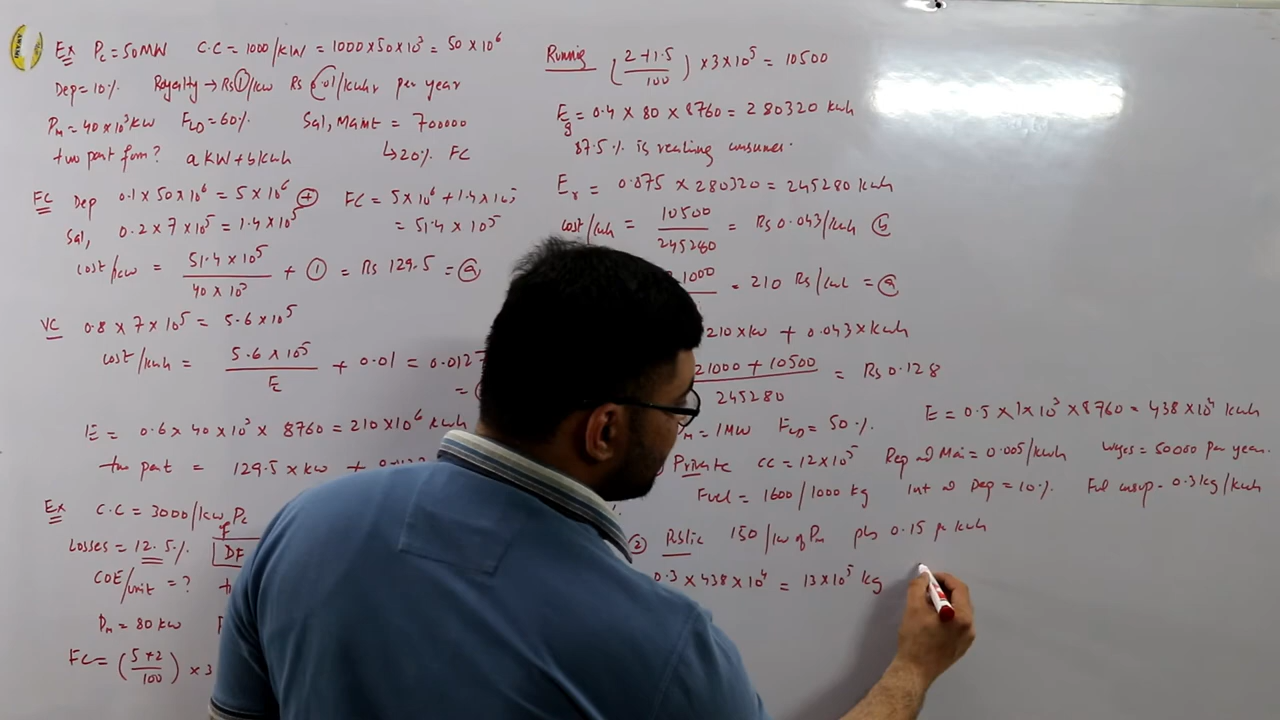 Ex Pc = 50MW C.C = 1000/kW = 1000 x 50 x 10³ = 50 x 10⁶
Dep = 10% Royalty → Rs 1/kw Rs 0.01/kwhr per year
Pm = 40 x 10³ kw FLD = 60% Sal, Maint = 700000
two part form? a kW + b kwh ↳ 20% FC
FC Dep 0.1 x 50 x 10⁶ = 5 x 10⁶ + FC = 5 x 10⁶ + 1.4 x 10⁵
Sal, 0.2 x 7 x 10⁵ = 1.4 x 10⁵ = 51.4 x 10⁵
cost/kw = 51.4 x 10⁵ / 40 x 10³ + 1 = Rs 129.5 = a
VC 0.8 x 7 x 10⁵ = 5.6 x 10⁵
cost/kwh = 5.6 x 10⁵ / E + 0.01 = 0.012
E = 0.6 x 40 x 10³ x 8760 = 210 x 10⁶ kwh
two part = 129.5 x kw +
Ex C.C = 3000/kw Pc
Losses = 12.5% DF
COE/unit = ?
Pm = 80 kw
FC = (5+2 / 100) x 3
Running (2+1.5 / 100) x 3 x 10⁵ = 10500
Eg = 0.4 x 80 x 8760 = 280320 kwh
87.5% is reaching consumer.
Er = 0.875 x 280320 = 245280 kwh
cost/kwh = 10500 / 245280 = Rs 0.043/kwh b
1000 = 210 Rs/kwh = a
210 x kw + 0.043 x kwh
21000 + 10500 / 245280 = Rs 0.128
= 1MW FLD = 50%. E = 0.5 x 1 x 10³ x 8760 = 438 x 10⁴ kwh
Private CC = 12 x 10⁵ Rep and Mai = 0.005/kwh Wges = 50000 per year.
Fuel = 1600/1000 kg Int & Dep = 10% Ful cusp - 0.3 kg/kwh
2 Public 150/kw of Pm pls 0.15 p kwh
0.3 x 438 x 10⁴ = 13 x 10⁵ kg